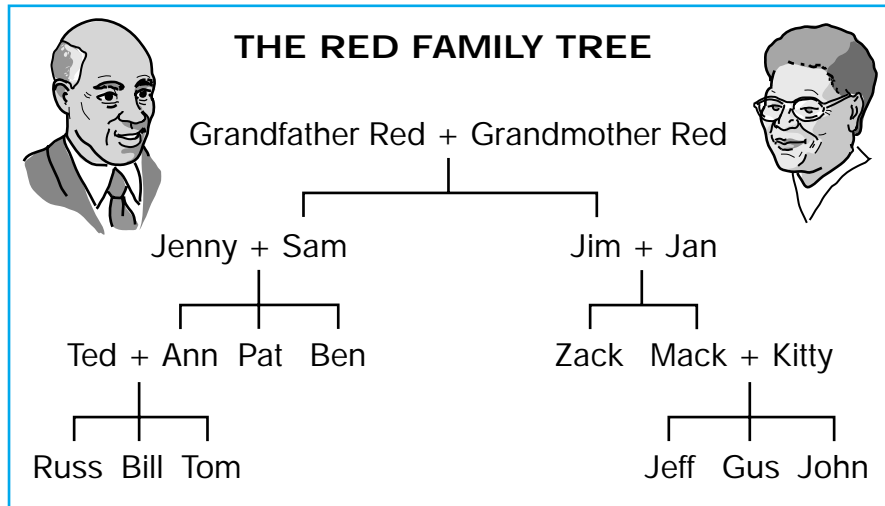 THE RED FAMILY TREE
Grandfather Red + Grandmother Red
Jenny + Sam Jim + Jan
Ted + Ann Pat Ben Zack Mack + Kitty
Russ Bill Tom Jeff Gus John